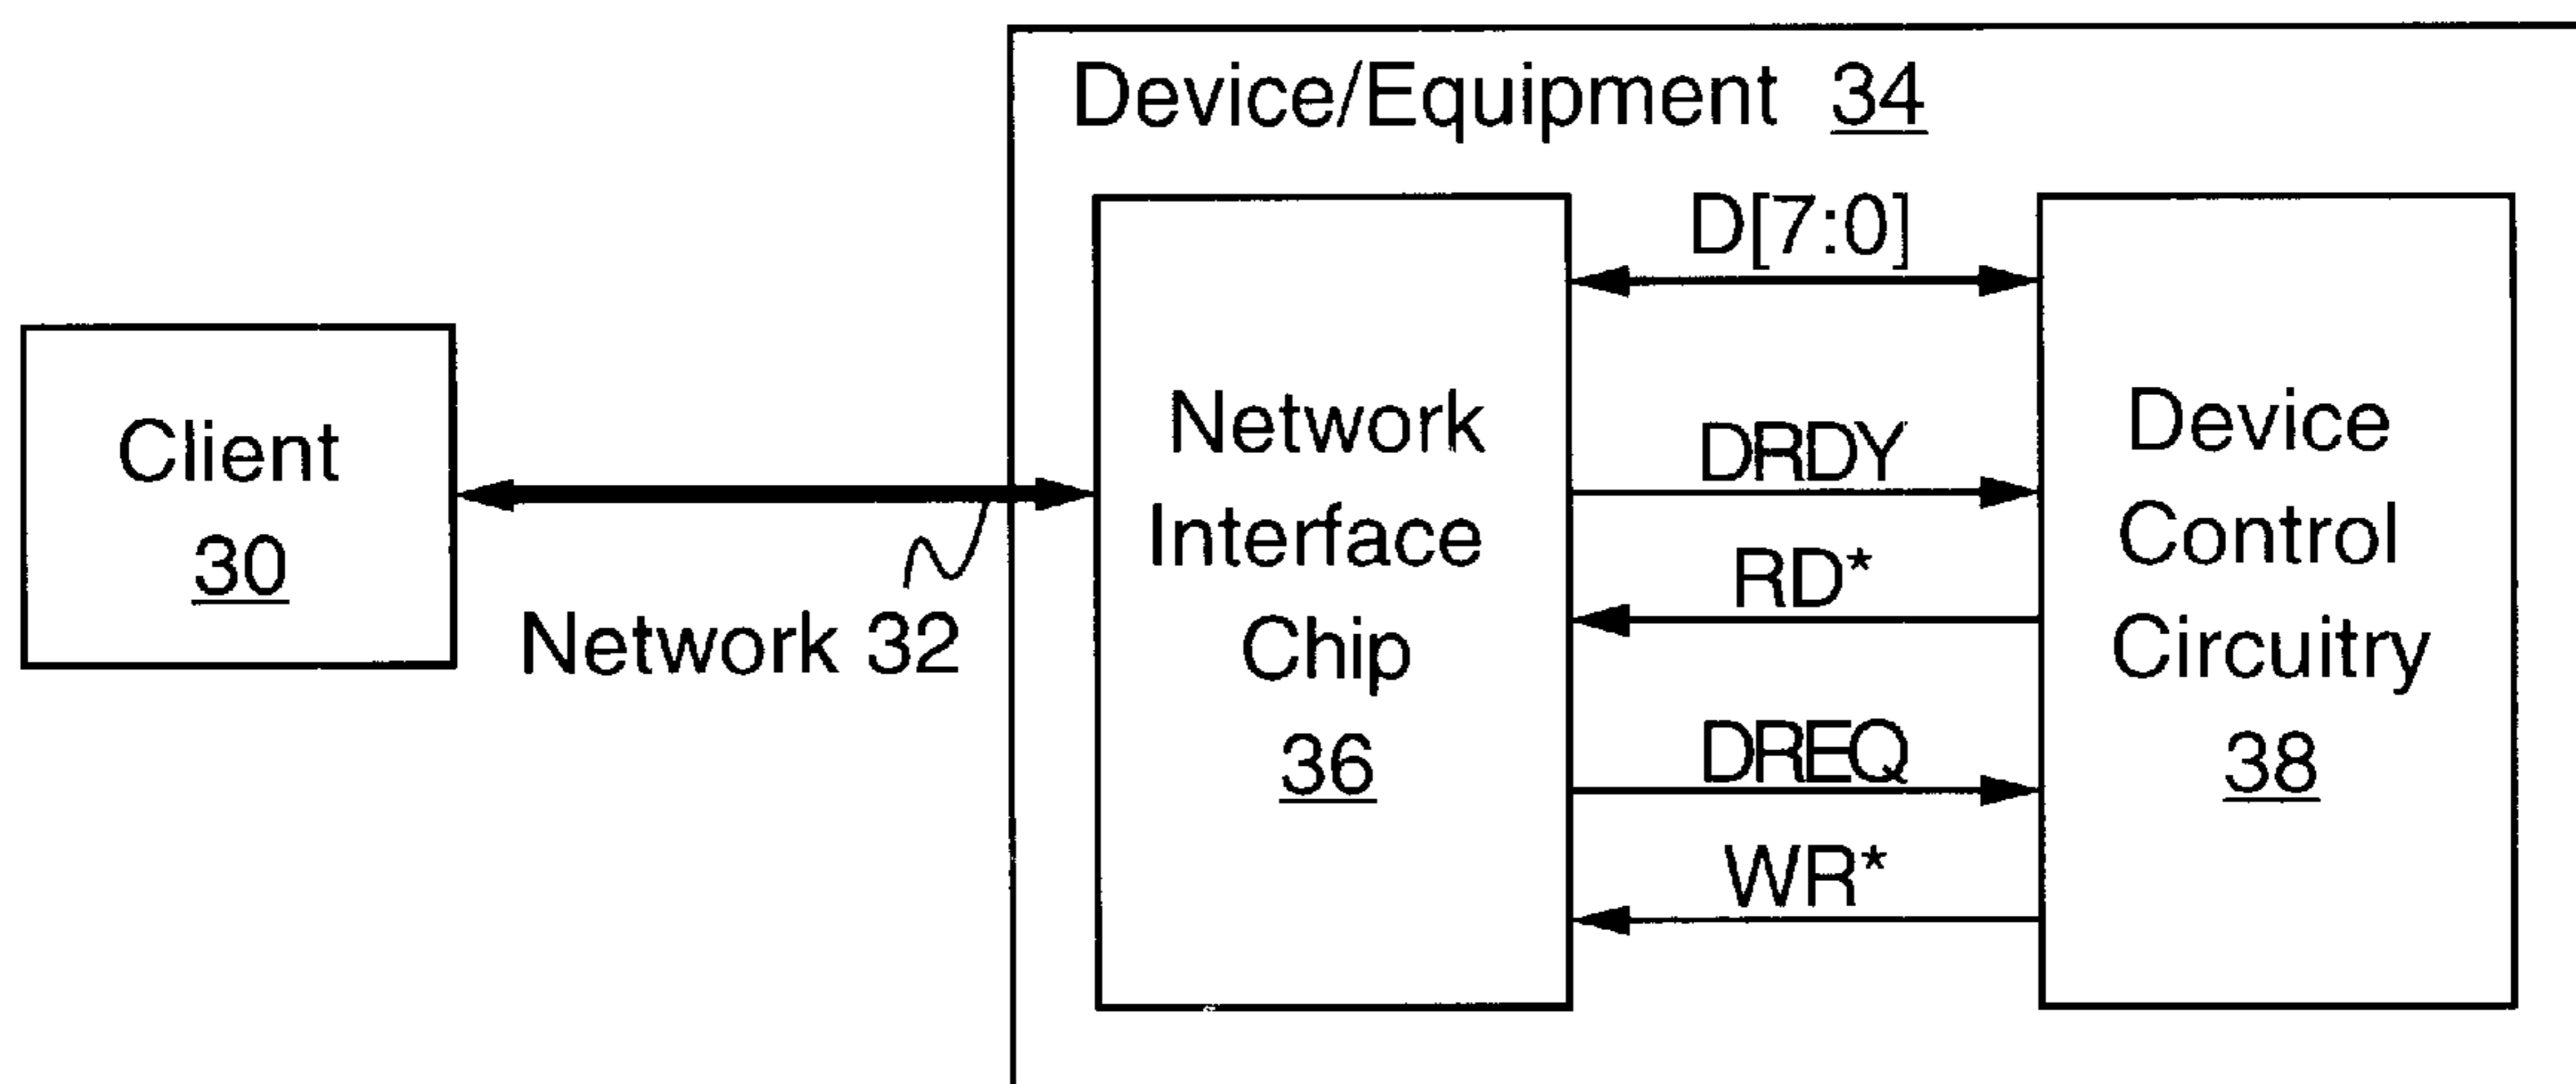 Device/Equipment 34
D[7:0]
Client
30
Network 32
Network
Interface
Chip
36
DRDY
RD*
DREQ
WR*
Device
Control
Circuitry
38